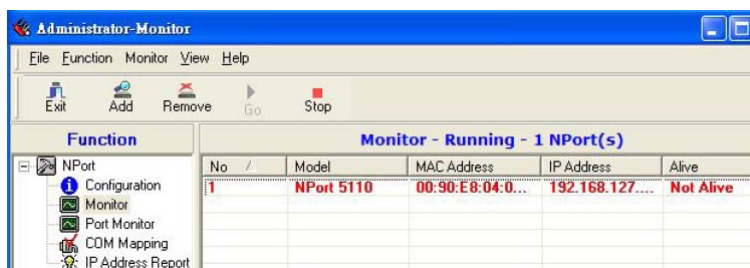 Administrator-Monitor
File Function Monitor View Help
Exit Add Remove Go Stop
Function
Monitor - Running - 1 NPort(s)
NPort
Configuration
Monitor
Port Monitor
COM Mapping
IP Address Report
No Model MAC Address IP Address Alive
1 NPort 5110 00:90:E8:04:0... 192.168.127.... Not Alive